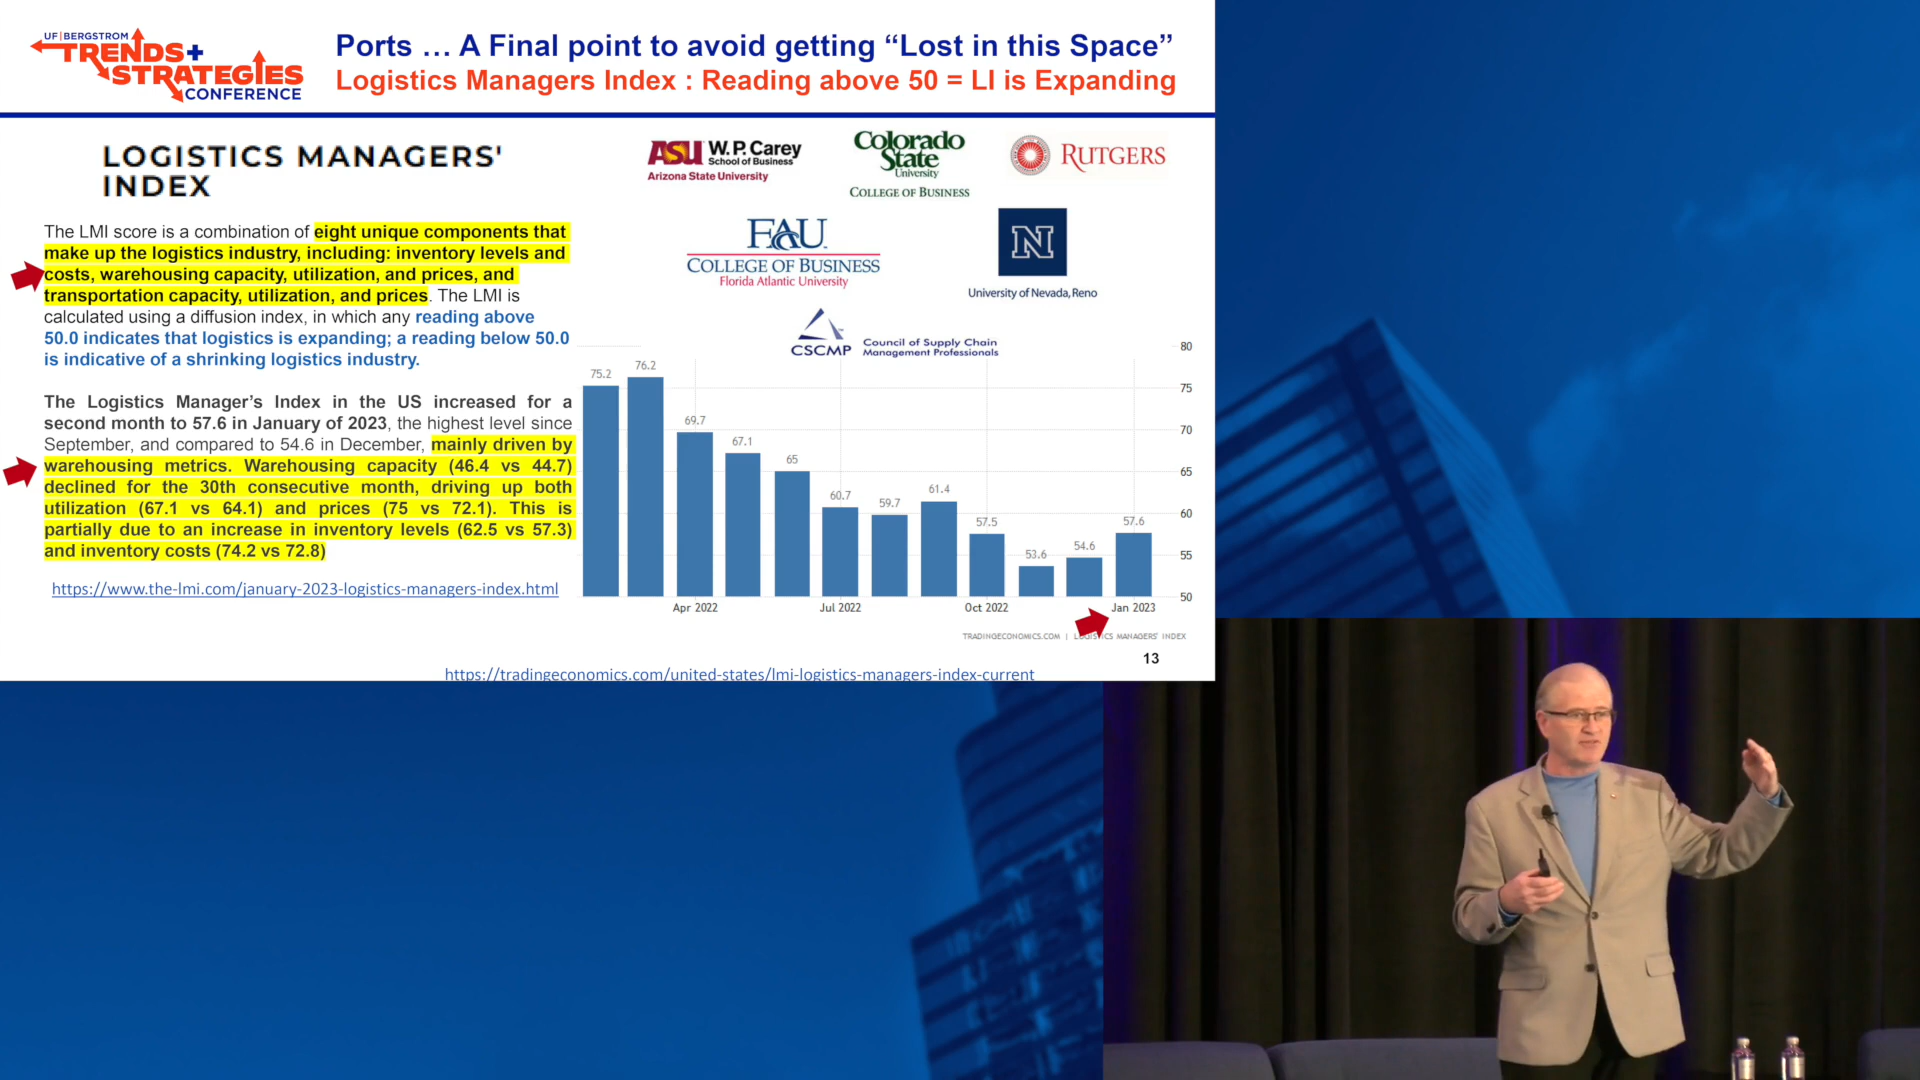 UF|BERGSTROM
TRENDS+
STRATEGIES
CONFERENCE
Ports … A Final point to avoid getting “Lost in this Space”
Logistics Managers Index : Reading above 50 = LI is Expanding
LOGISTICS MANAGERS'
INDEX
The LMI score is a combination of eight unique components that
make up the logistics industry, including: inventory levels and
costs, warehousing capacity, utilization, and prices, and
transportation capacity, utilization, and prices. The LMI is
calculated using a diffusion index, in which any reading above
50.0 indicates that logistics is expanding; a reading below 50.0
is indicative of a shrinking logistics industry.
The Logistics Manager’s Index in the US increased for a
second month to 57.6 in January of 2023, the highest level since
September, and compared to 54.6 in December, mainly driven by
warehousing metrics. Warehousing capacity (46.4 vs 44.7)
declined for the 30th consecutive month, driving up both
utilization (67.1 vs 64.1) and prices (75 vs 72.1). This is
partially due to an increase in inventory levels (62.5 vs 57.3)
and inventory costs (74.2 vs 72.8)
https://www.the-lmi.com/january-2023-logistics-managers-index.html
ASU W. P. Carey
School of Business
Arizona State University
Colorado
State
University
COLLEGE OF BUSINESS
RUTGERS
FAU
COLLEGE OF BUSINESS
Florida Atlantic University
N
University of Nevada, Reno
CSCMP
Council of Supply Chain
Management Professionals
75.2
76.2
69.7
67.1
65
60.7
59.7
61.4
57.5
53.6
54.6
57.6
80
75
70
65
60
55
50
Apr 2022
Jul 2022
Oct 2022
Jan 2023
TRADINGECONOMICS.COM | LOGISTICS MANAGERS' INDEX
13
https://tradingeconomics.com/united-states/lmi-logistics-managers-index-current